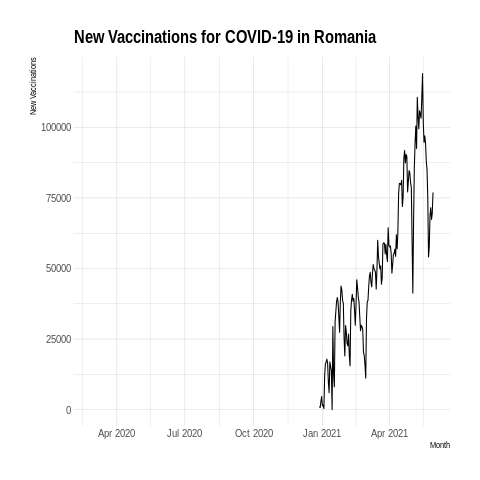 New Vaccinations for COVID-19 in Romania
New Vaccinations
100000
75000
50000
25000
0
Apr 2020 Jul 2020 Oct 2020 Jan 2021 Apr 2021
Month